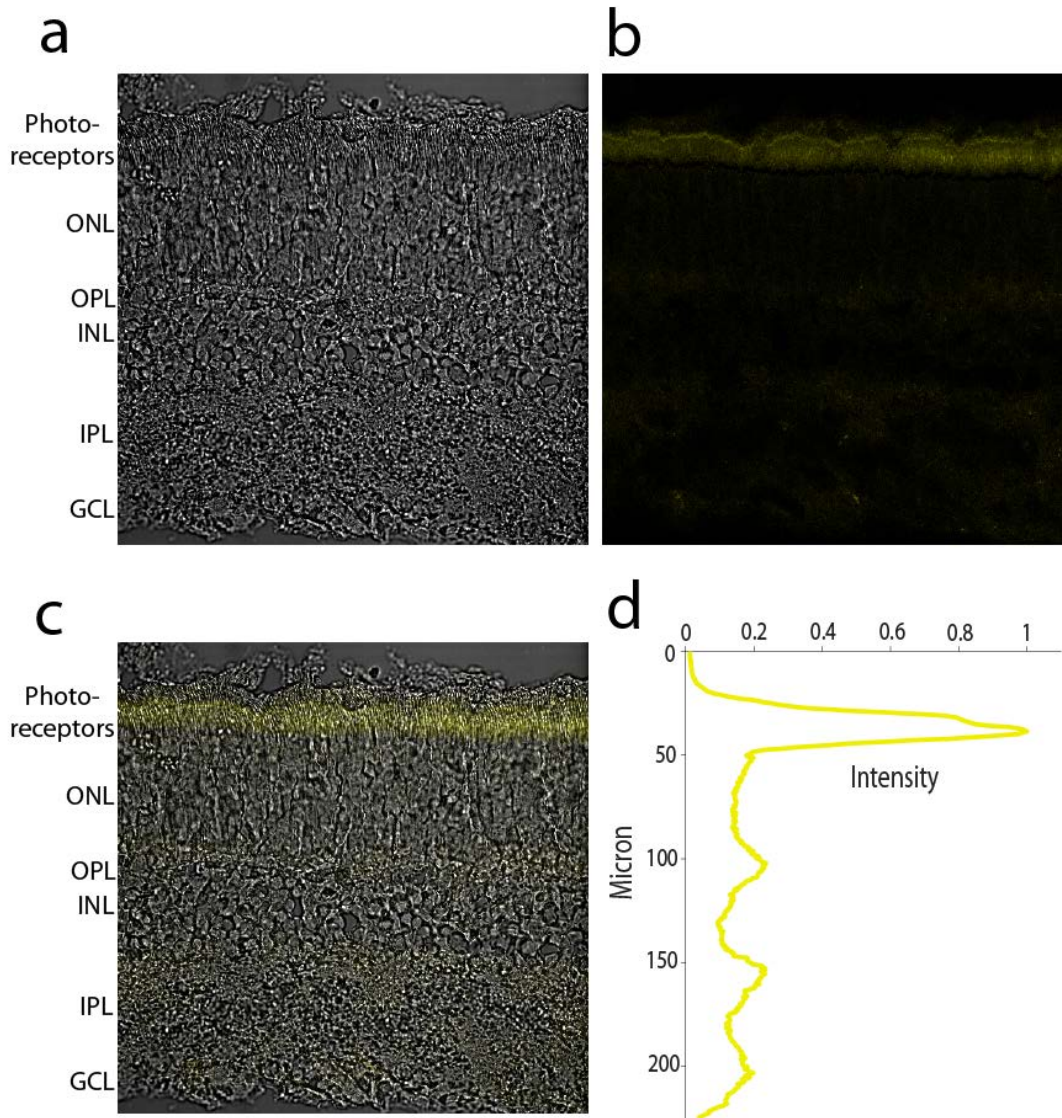 a
b
Photo-
receptors
ONL
OPL
INL
IPL
GCL
c
d
Photo-
receptors
ONL
OPL
INL
IPL
GCL
0 0.2 0.4 0.6 0.8 1
0
50
100
150
200
Intensity
Micron